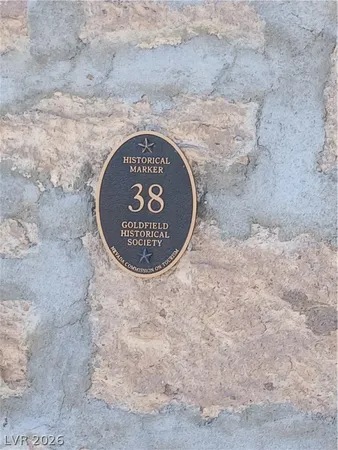 HISTORICAL
MARKER
38
GOLDFIELD
HISTORICAL
SOCIETY
NEVADA COMMISSION ON TOURISM
LVR 2026